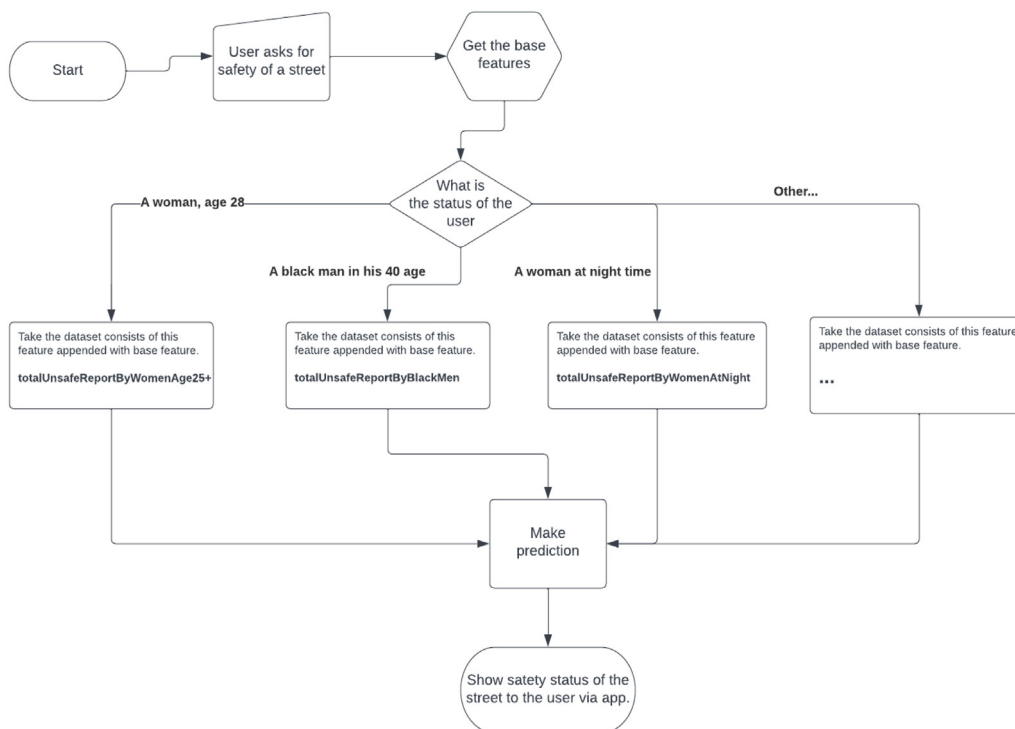 Start
User asks for
safety of a street
Get the base
features
What is
the status of the
user
A woman, age 28
Other...
A black man in his 40 age
A woman at night time
Take the dataset consists of this
feature appended with base feature.
totalUnsafeReportByWomenAge25+
Take the dataset consists of this
feature appended with base feature.
totalUnsafeReportByBlackMen
Take the dataset consists of this feature
appended with base feature.
totalUnsafeReportByWomenAtNight
Take the dataset consists of this feature
appended with base feature.
...
Make
prediction
Show satety status of the
street to the user via app.